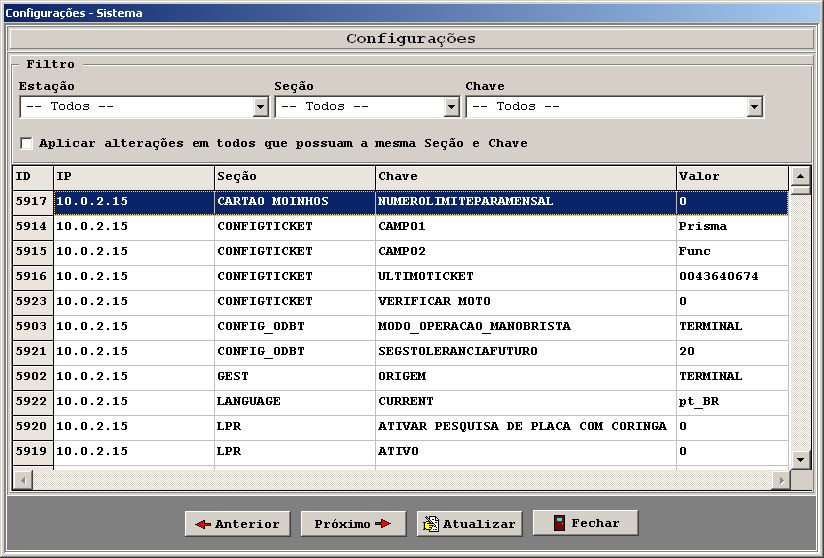 Configurações - Sistema
Configurações
Filtro
Estação Seção Chave
-- Todos -- -- Todos -- -- Todos --
Aplicar alterações em todos que possuam a mesma Seção e Chave
ID IP Seção Chave Valor
5917 10.0.2.15 CARTAO MOINHOS NUMEROLIMITEPARAMENSAL 0
5914 10.0.2.15 CONFIGTICKET CAMPO1 Prisma
5915 10.0.2.15 CONFIGTICKET CAMPO2 Func
5916 10.0.2.15 CONFIGTICKET ULTIMOTICKET 0043640674
5923 10.0.2.15 CONFIGTICKET VERIFICAR MOTO 0
5903 10.0.2.15 CONFIG_ODBT MODO_OPERACAO_MANOBRISTA TERMINAL
5921 10.0.2.15 CONFIG_ODBT SEGSTOLERANCIAFUTURO 20
5902 10.0.2.15 GEST ORIGEM TERMINAL
5922 10.0.2.15 LANGUAGE CURRENT pt_BR
5920 10.0.2.15 LPR ATIVAR PESQUISA DE PLACA COM CORINGA 0
5919 10.0.2.15 LPR ATIVO 0
Anterior Próximo Atualizar Fechar